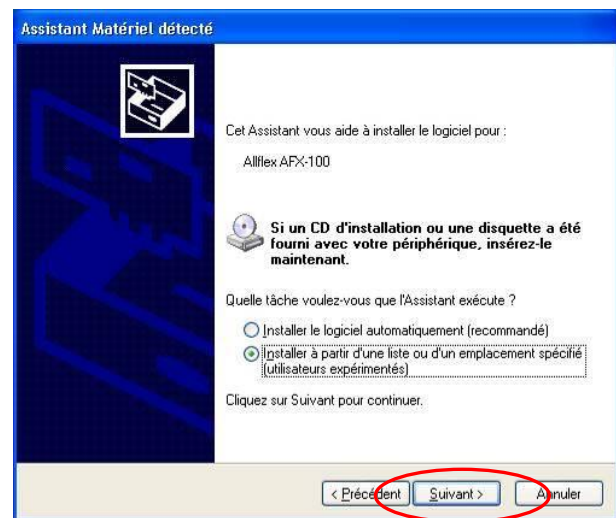 Assistant Matériel détecté
Cet Assistant vous aide à installer le logiciel pour :
Allflex AFX-100
Si un CD d'installation ou une disquette a été
fourni avec votre périphérique, insérez-le
maintenant.
Quelle tâche voulez-vous que l'Assistant exécute ?
Installer le logiciel automatiquement (recommandé)
Installer à partir d'une liste ou d'un emplacement spécifié
(utilisateurs expérimentés)
Cliquez sur Suivant pour continuer.
< Précédent Suivant > Annuler